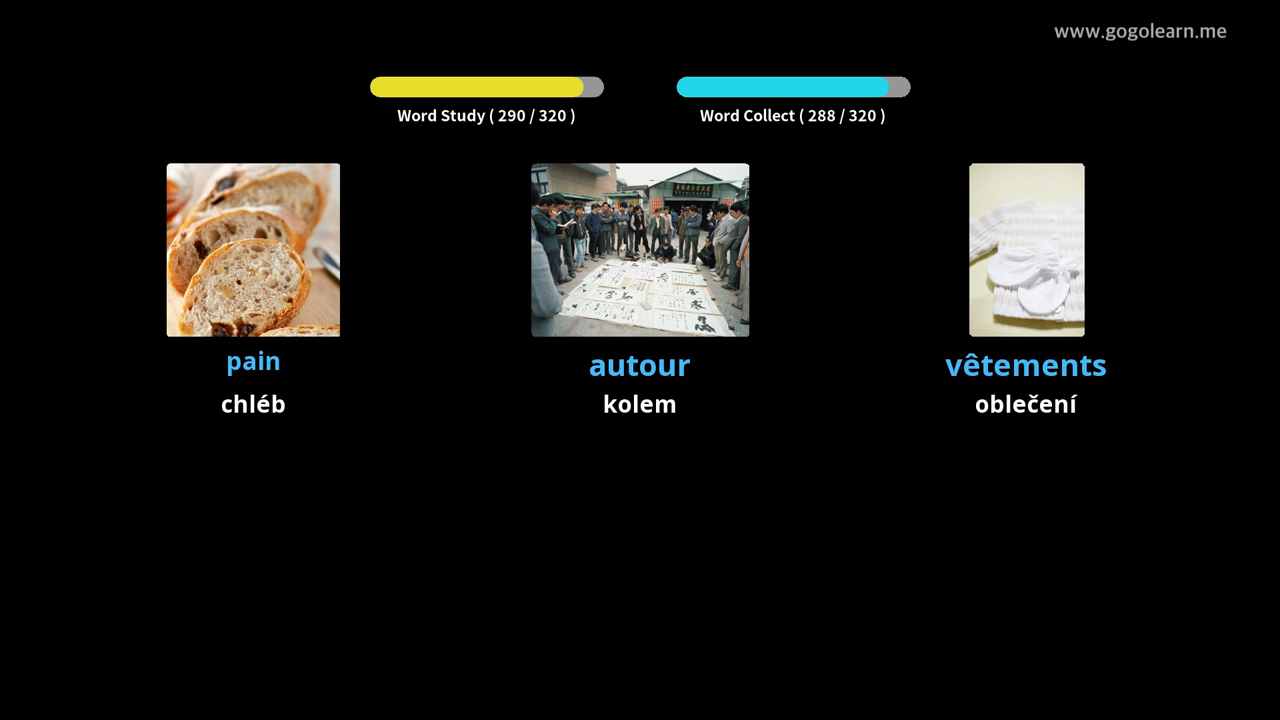 www.gogolearn.me
Word Study ( 290 / 320 )
Word Collect ( 288 / 320 )
pain
autour
vêtements
chléb
kolem
oblečení